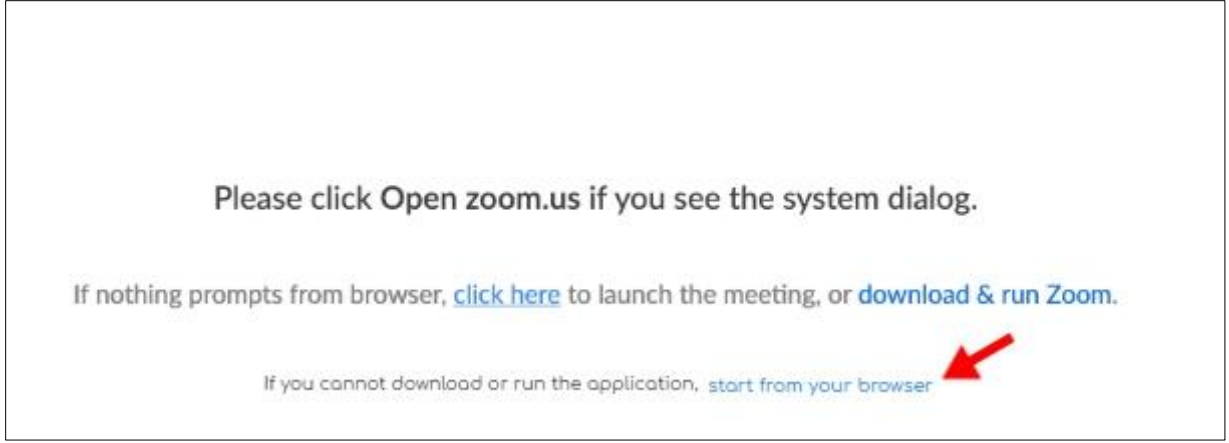 Please click Open zoom.us if you see the system dialog.
If nothing prompts from browser, click here to launch the meeting, or download & run Zoom.
If you cannot download or run the application, start from your browser